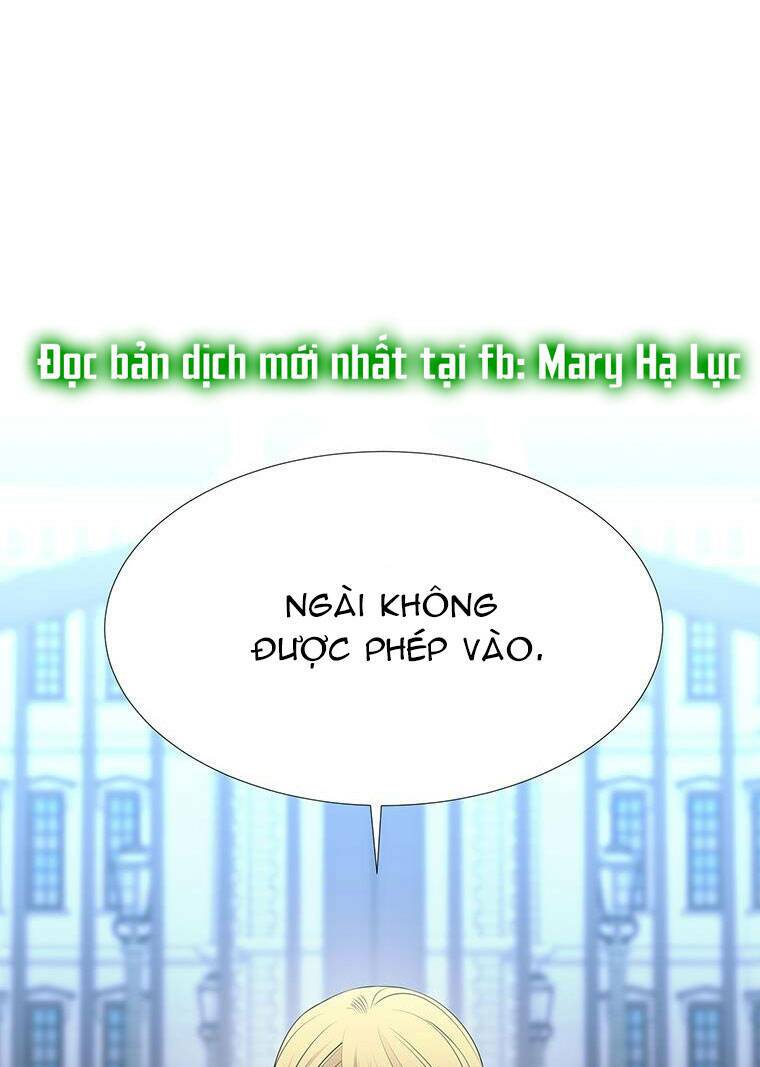 Đọc bản dịch mới nhất tại fb: Mary Hạ Lục
NGÀI KHÔNG
ĐƯỢC PHÉP VÀO.